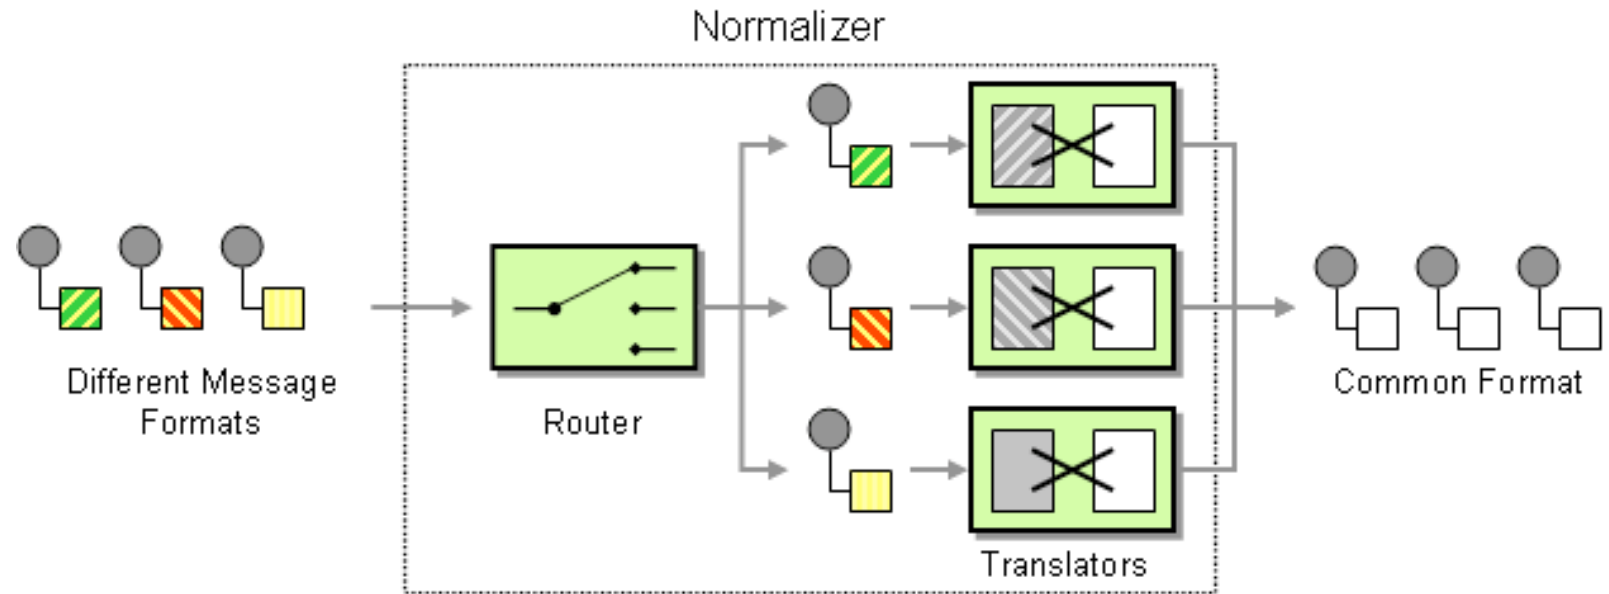 Normalizer
Different Message
Formats
Router
Translators
Common Format